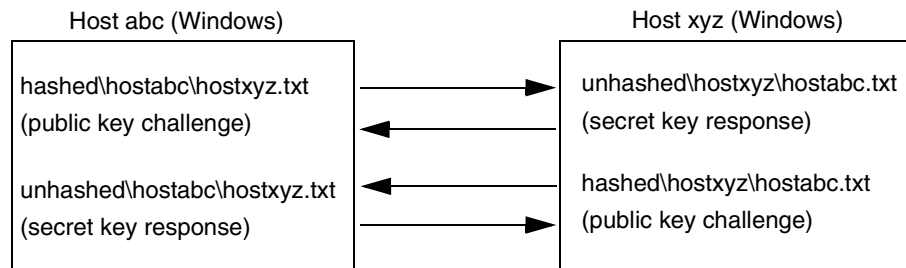 Host abc (Windows)
Host xyz (Windows)
hashed\hostabc\hostxyz.txt
(public key challenge)
unhashed\hostabc\hostxyz.txt
(secret key response)
unhashed\hostxyz\hostabc.txt
(secret key response)
hashed\hostxyz\hostabc.txt
(public key challenge)